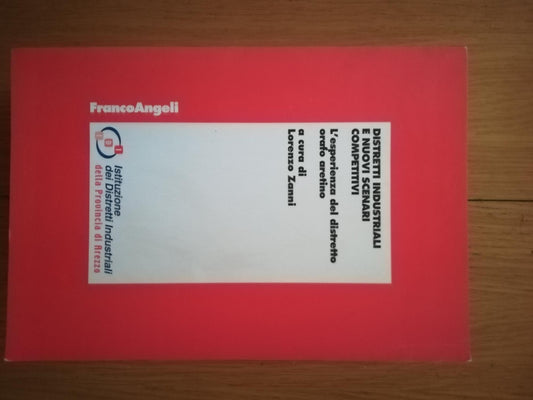 DISTRETTI INDUSTRIALI
E NUOVI SCENARI
COMPETITIVI
L'esperienza del distretto
orafo aretino
a cura di
Lorenzo Zanni
Istituzione
dei Distretti Industriali
della Provincia di Arezzo
FrancoAngeli